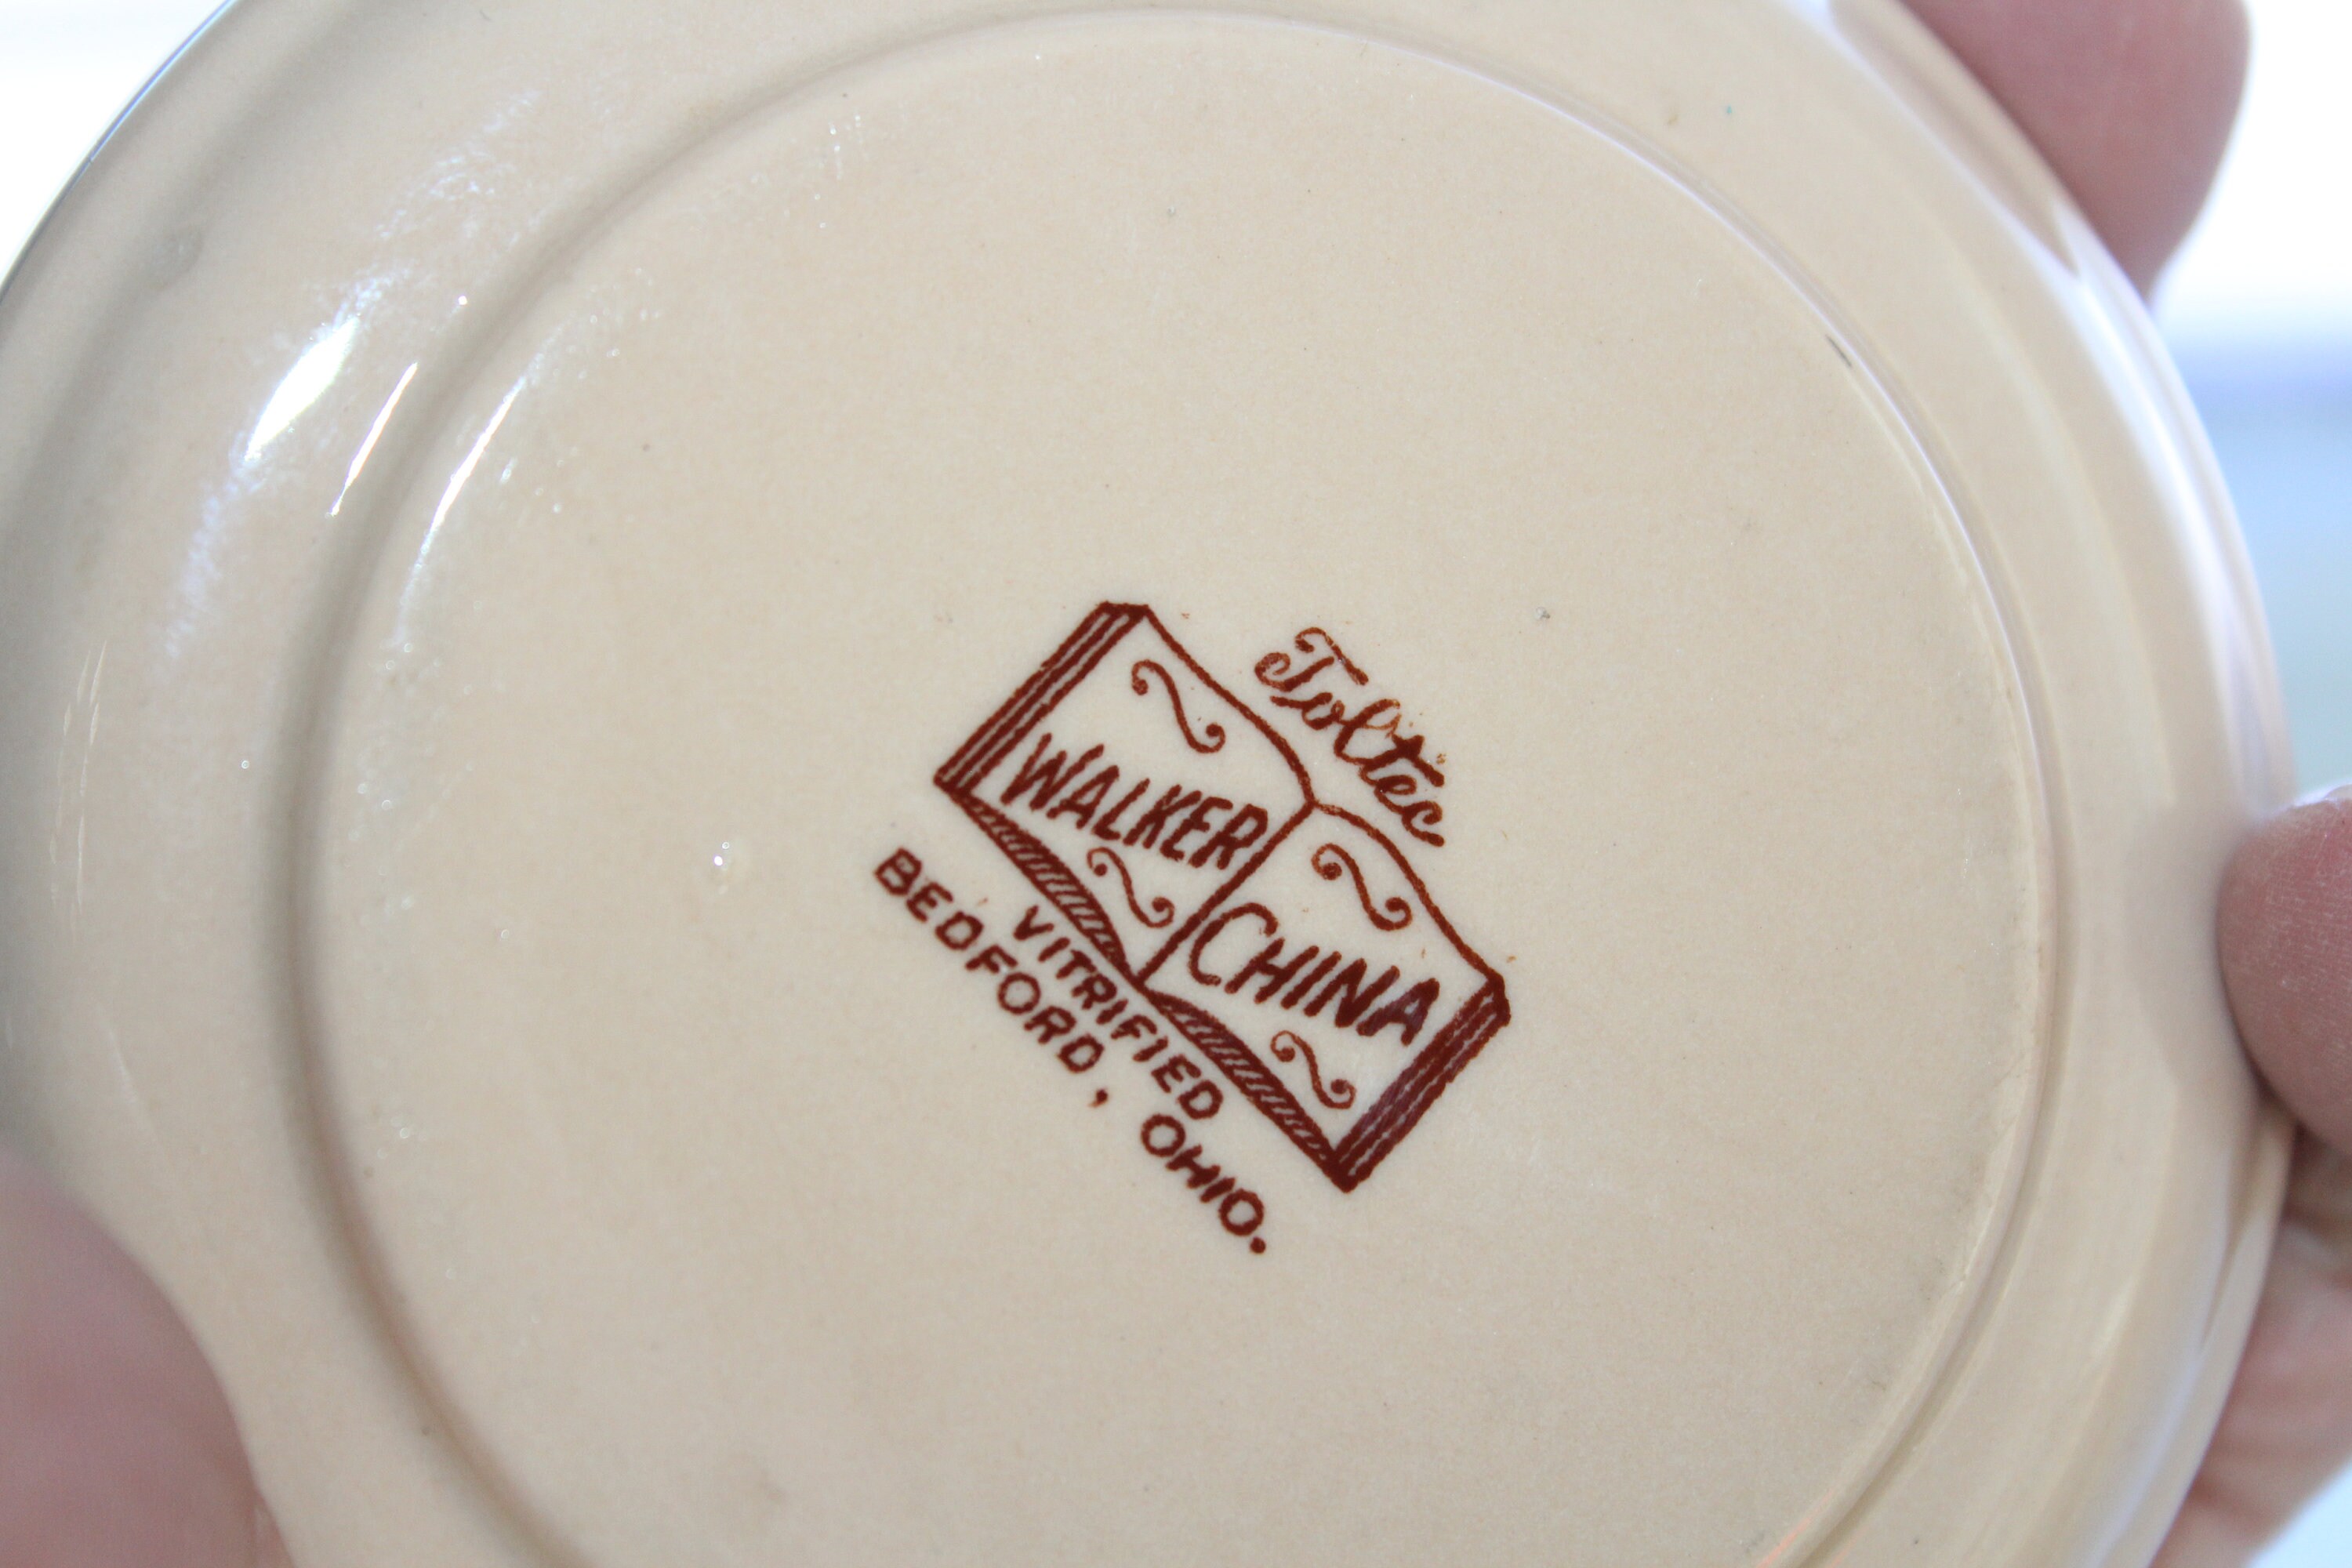 Toltec
WALKER CHINA
VITRIFIED
BEDFORD, OHIO.